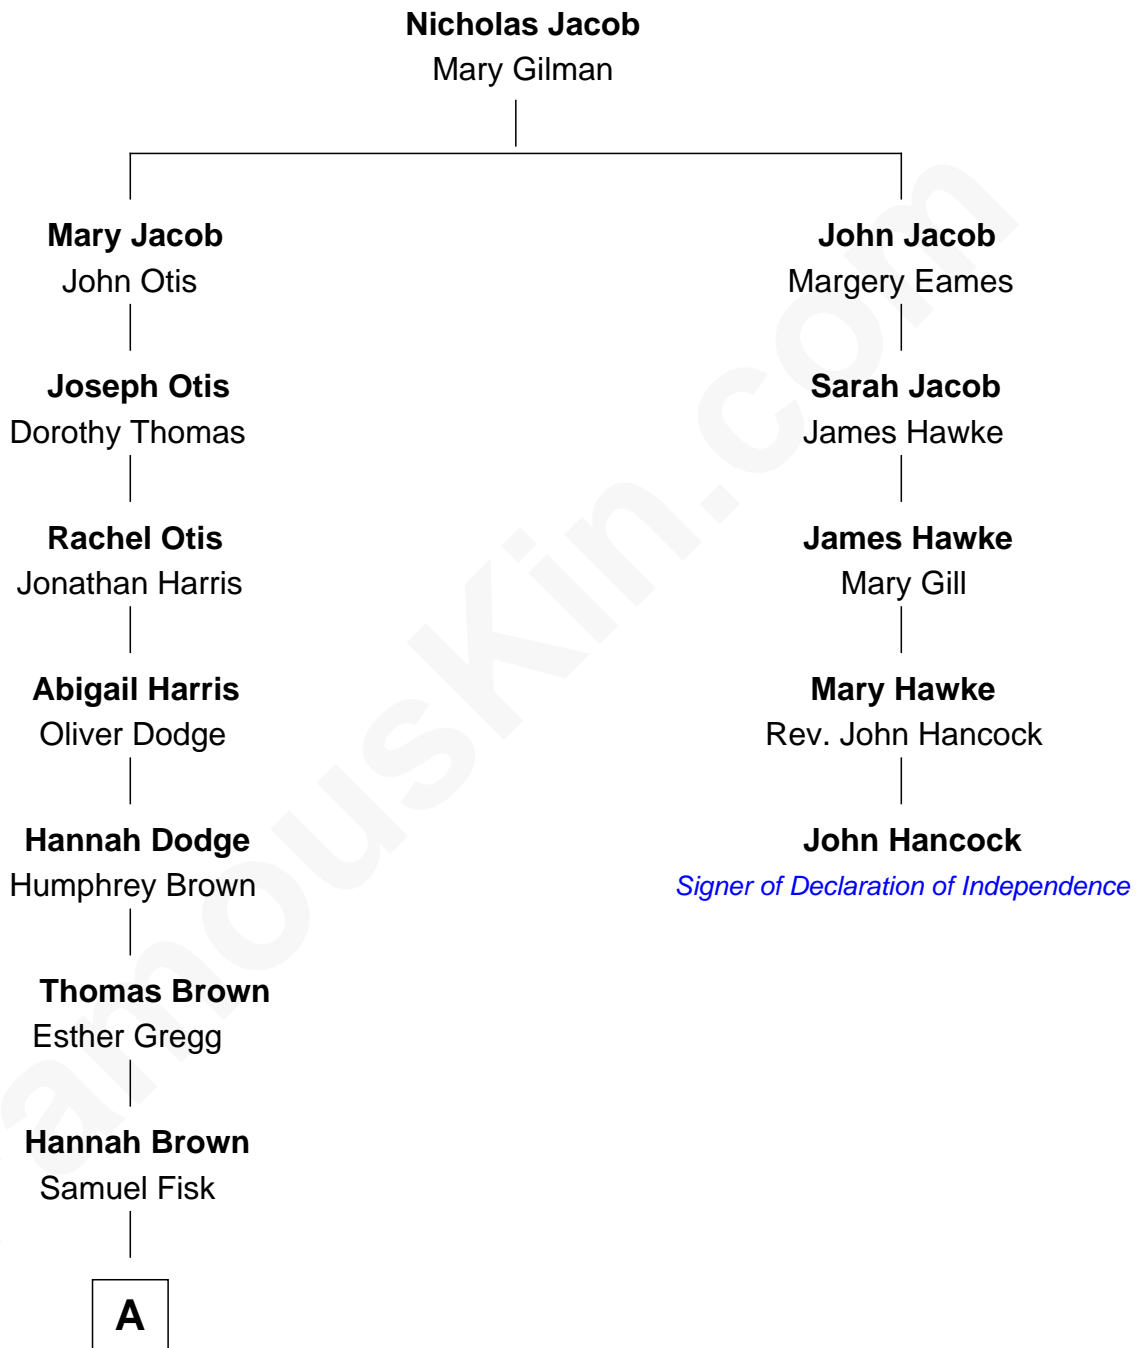 Nicholas Jacob
Mary Gilman
Mary Jacob
John Otis
John Jacob
Margery Eames
Joseph Otis
Dorothy Thomas
Sarah Jacob
James Hawke
Rachel Otis
Jonathan Harris
James Hawke
Mary Gill
Abigail Harris
Oliver Dodge
Mary Hawke
Rev. John Hancock
Hannah Dodge
Humphrey Brown
John Hancock
Signer of Declaration of Independence
Thomas Brown
Esther Gregg
Hannah Brown
Samuel Fisk
A
amouskin.com